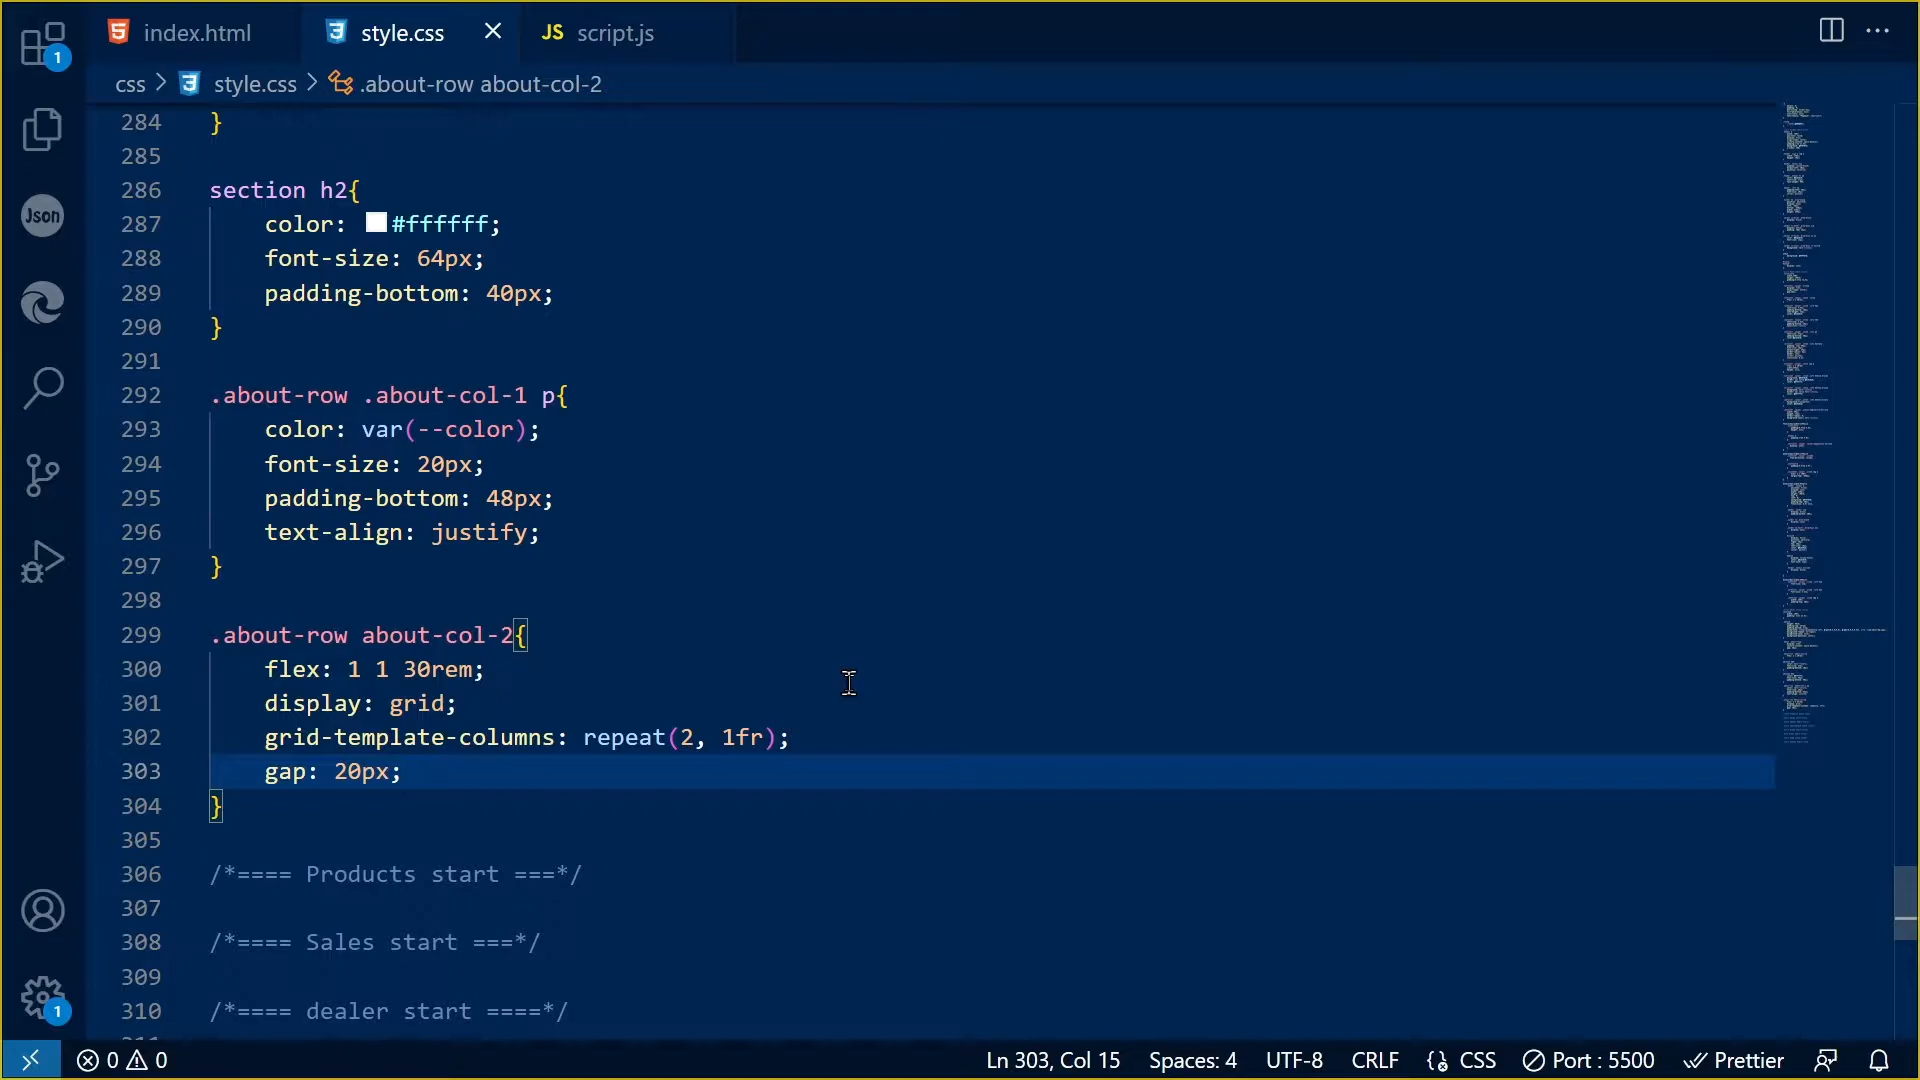 index.html
style.css
JS script.js
css > style.css > .about-row about-col-2
284 }
285
286 section h2{
287 color: #ffffff;
288 font-size: 64px;
289 padding-bottom: 40px;
290 }
291
292 .about-row .about-col-1 p{
293 color: var(--color);
294 font-size: 20px;
295 padding-bottom: 48px;
296 text-align: justify;
297 }
298
299 .about-row about-col-2{
300 flex: 1 1 30rem;
301 display: grid;
302 grid-template-columns: repeat(2, 1fr);
303 gap: 20px;
304 }
305
306 /*==== Products start ===*/
307
308 /*==== Sales start ===*/
309
310 /*==== dealer start ====*/
1
Json
1
0 0
Ln 303, Col 15 Spaces: 4 UTF-8 CRLF CSS Port : 5500 Prettier